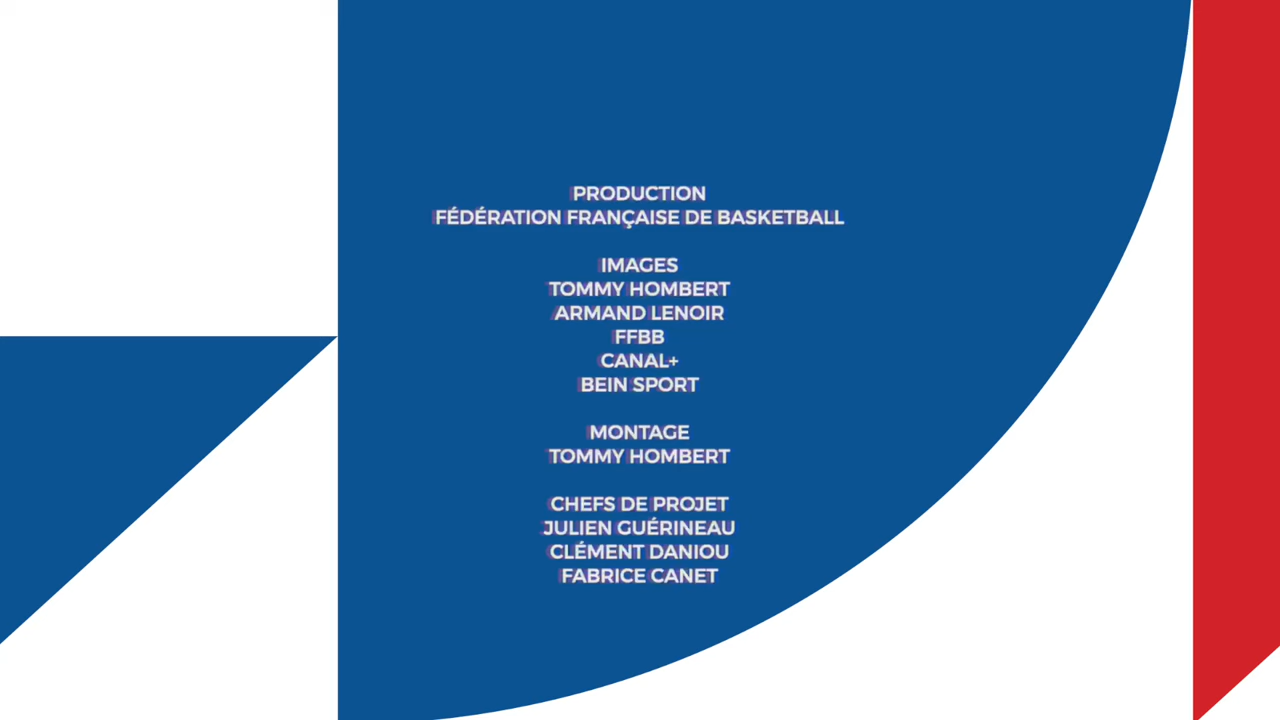 PRODUCTION
FÉDÉRATION FRANÇAISE DE BASKETBALL
IMAGES
TOMMY HOMBERT
ARMAND LENOIR
FFBB
CANAL+
BEIN SPORT
MONTAGE
TOMMY HOMBERT
CHEFS DE PROJET
JULIEN GUÉRINEAU
CLÉMENT DANIOU
FABRICE CANET